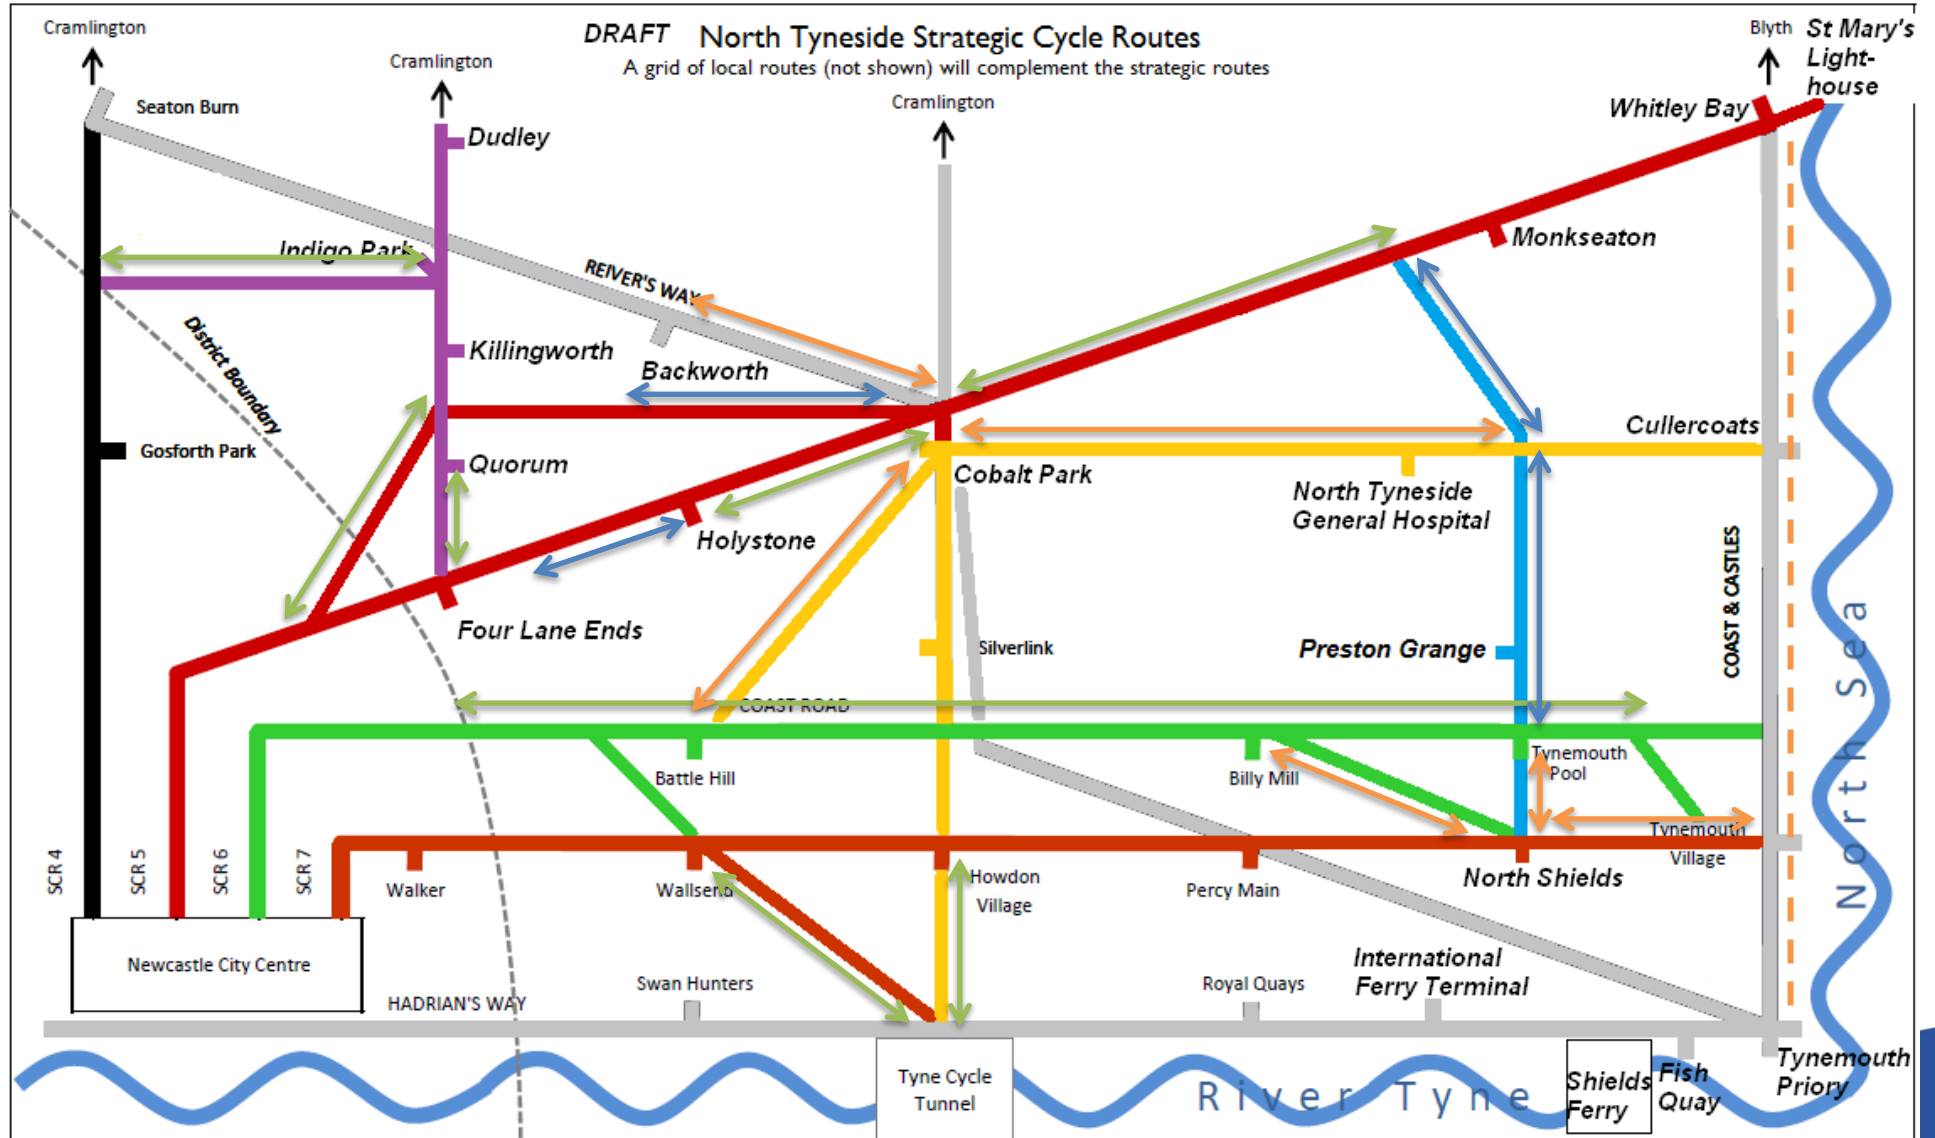 Cramlington
DRAFT North Tyneside Strategic Cycle Routes
A grid of local routes (not shown) will complement the strategic routes
Blyth
St Mary's
Light-
house
Cramlington
Cramlington
Seaton Burn
Whitley Bay
Dudley
Indigo Park
Monkseaton
REIVER'S WAY
District Boundary
Killingworth
Backworth
Cullercoats
Gosforth Park
Quorum
Cobalt Park
North Tyneside
General Hospital
Holystone
COAST & CASTLES
Four Lane Ends
Silverlink
Preston Grange
North Sea
COAST ROAD
Battle Hill
Billy Mill
Tynemouth
Pool
Tynemouth
Village
SCR 4
SCR 5
SCR 6
SCR 7
Walker
Wallsend
Howdon
Village
Percy Main
North Shields
Newcastle City Centre
International
Ferry Terminal
Swan Hunters
Royal Quays
HADRIAN'S WAY
Tyne Cycle
Tunnel
River Tyne
Shields
Ferry
Fish
Quay
Tynemouth
Priory